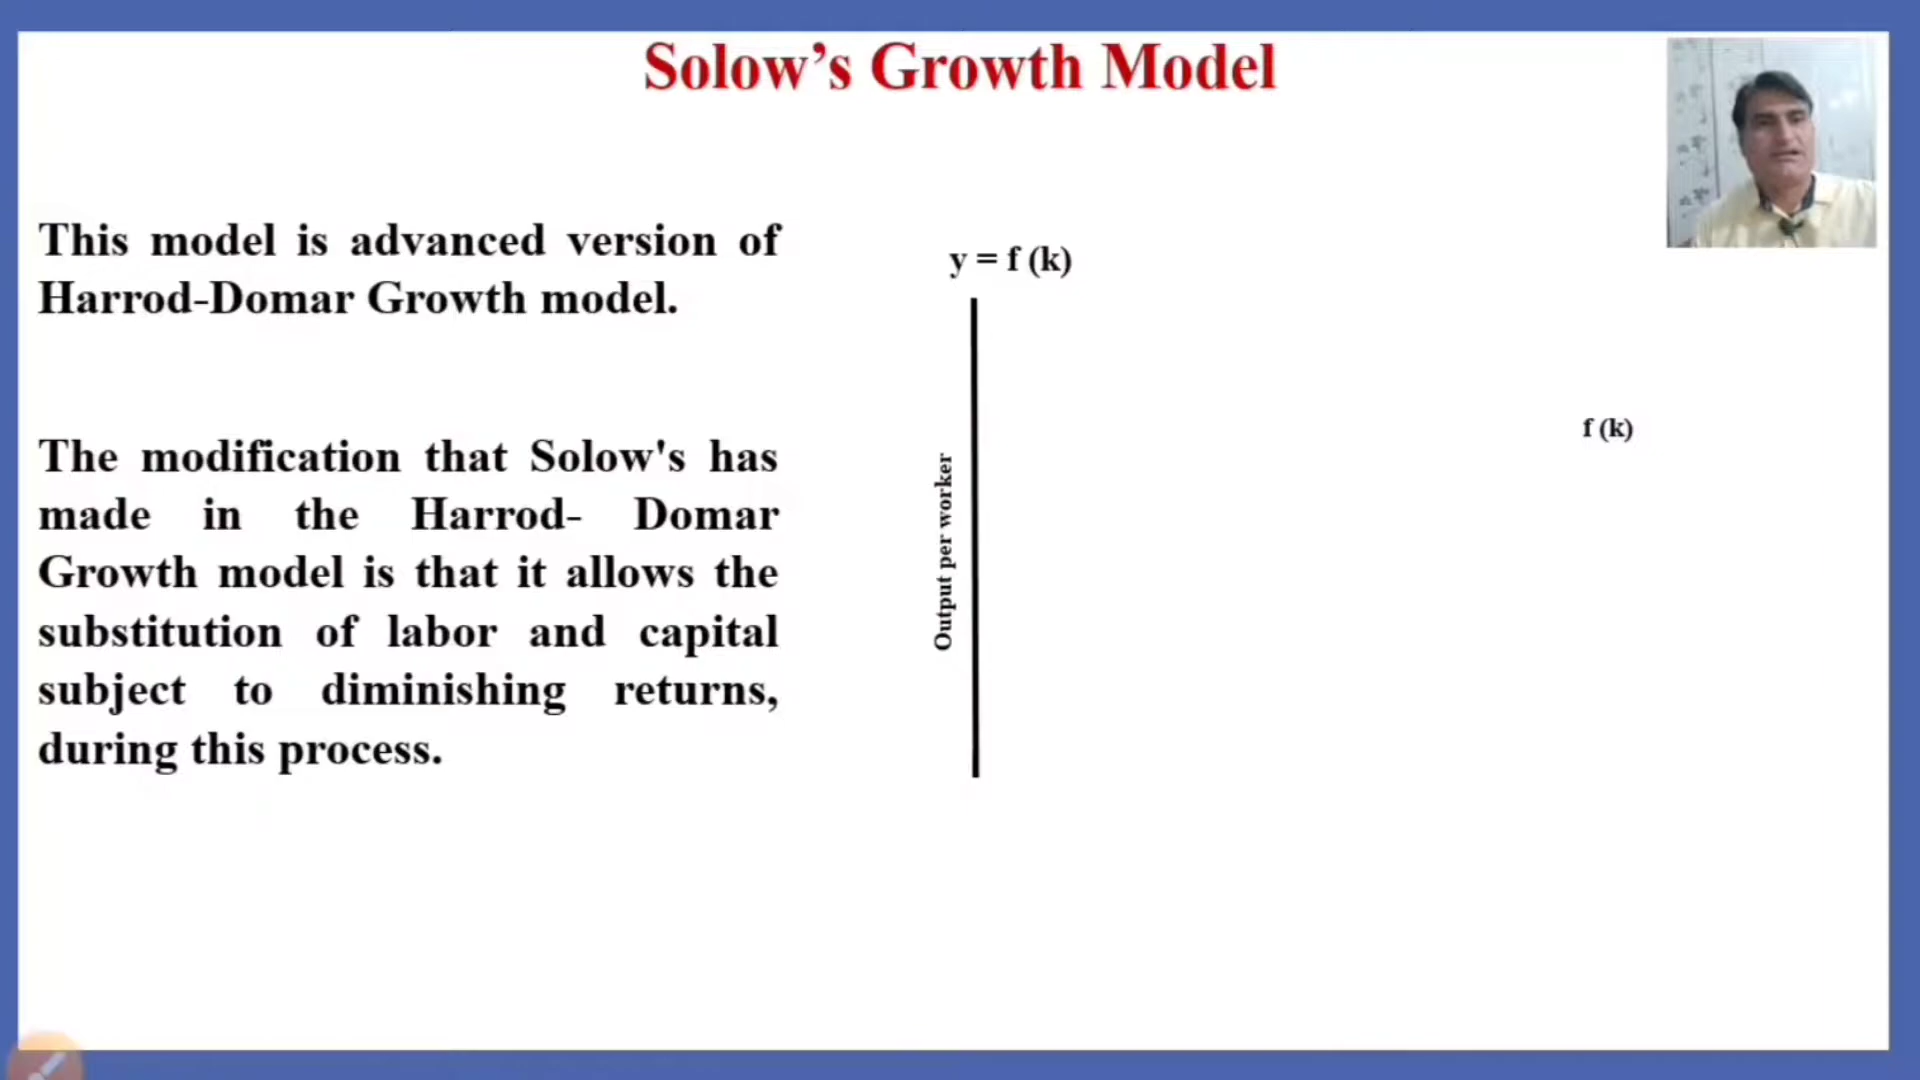 Solow’s Growth Model
This model is advanced version of
Harrod-Domar Growth model.
The modification that Solow's has
made in the Harrod- Domar
Growth model is that it allows the
substitution of labor and capital
subject to diminishing returns,
during this process.
y = f (k)
Output per worker
f (k)